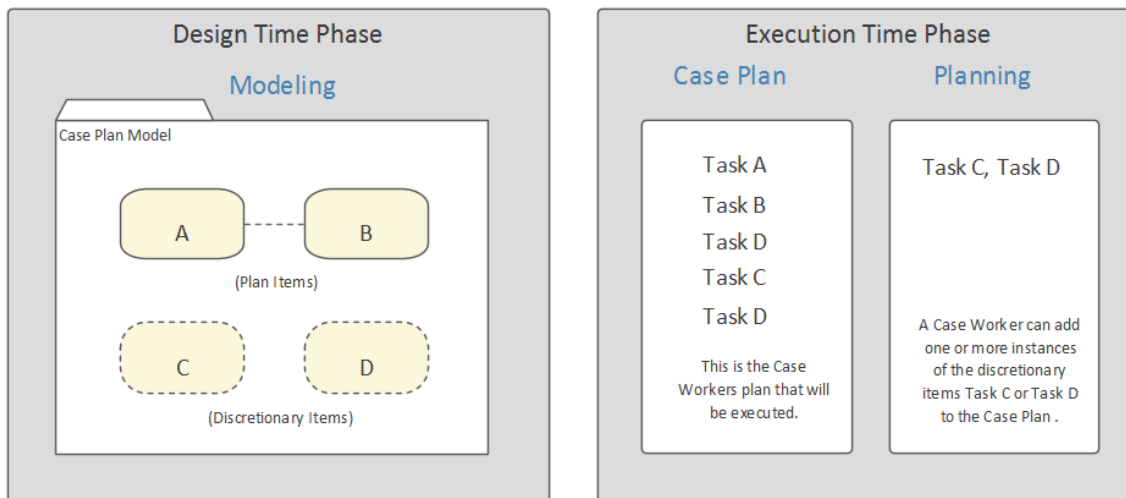 Design Time Phase
Modeling
Case Plan Model
A
B
(Plan Items)
C
D
(Discretionary Items)
Execution Time Phase
Case Plan
Task A
Task B
Task D
Task C
Task D
This is the Case
Workers plan that will
be executed.
Planning
Task C, Task D
A Case Worker can add
one or more instances
of the discretionary
items Task C or Task D
to the Case Plan .